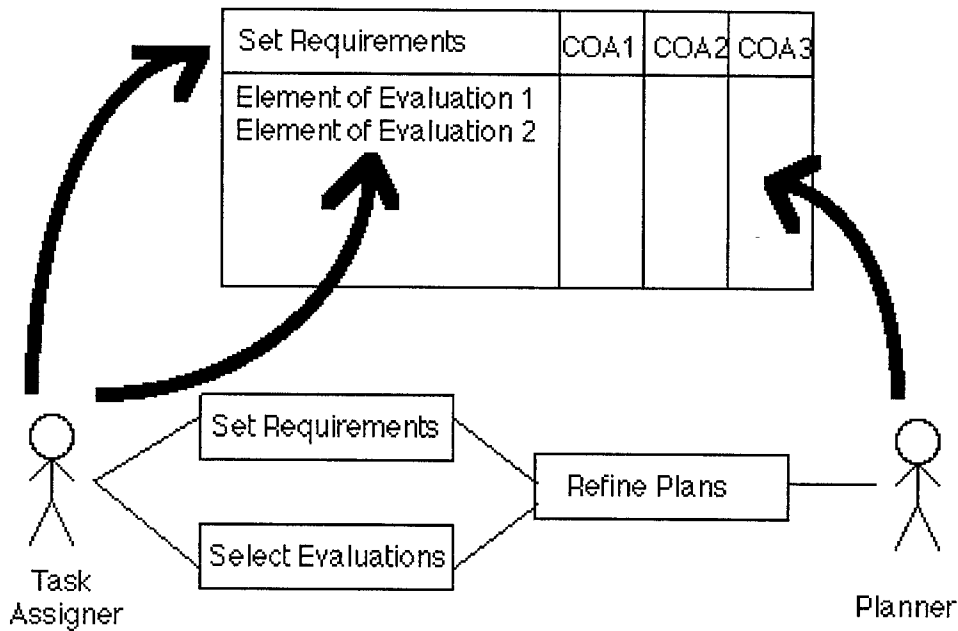 Set Requirements COA1 COA2 COA3
Element of Evaluation 1
Element of Evaluation 2
Set Requirements
Refine Plans
Select Evaluations
Task
Assigner
Planner